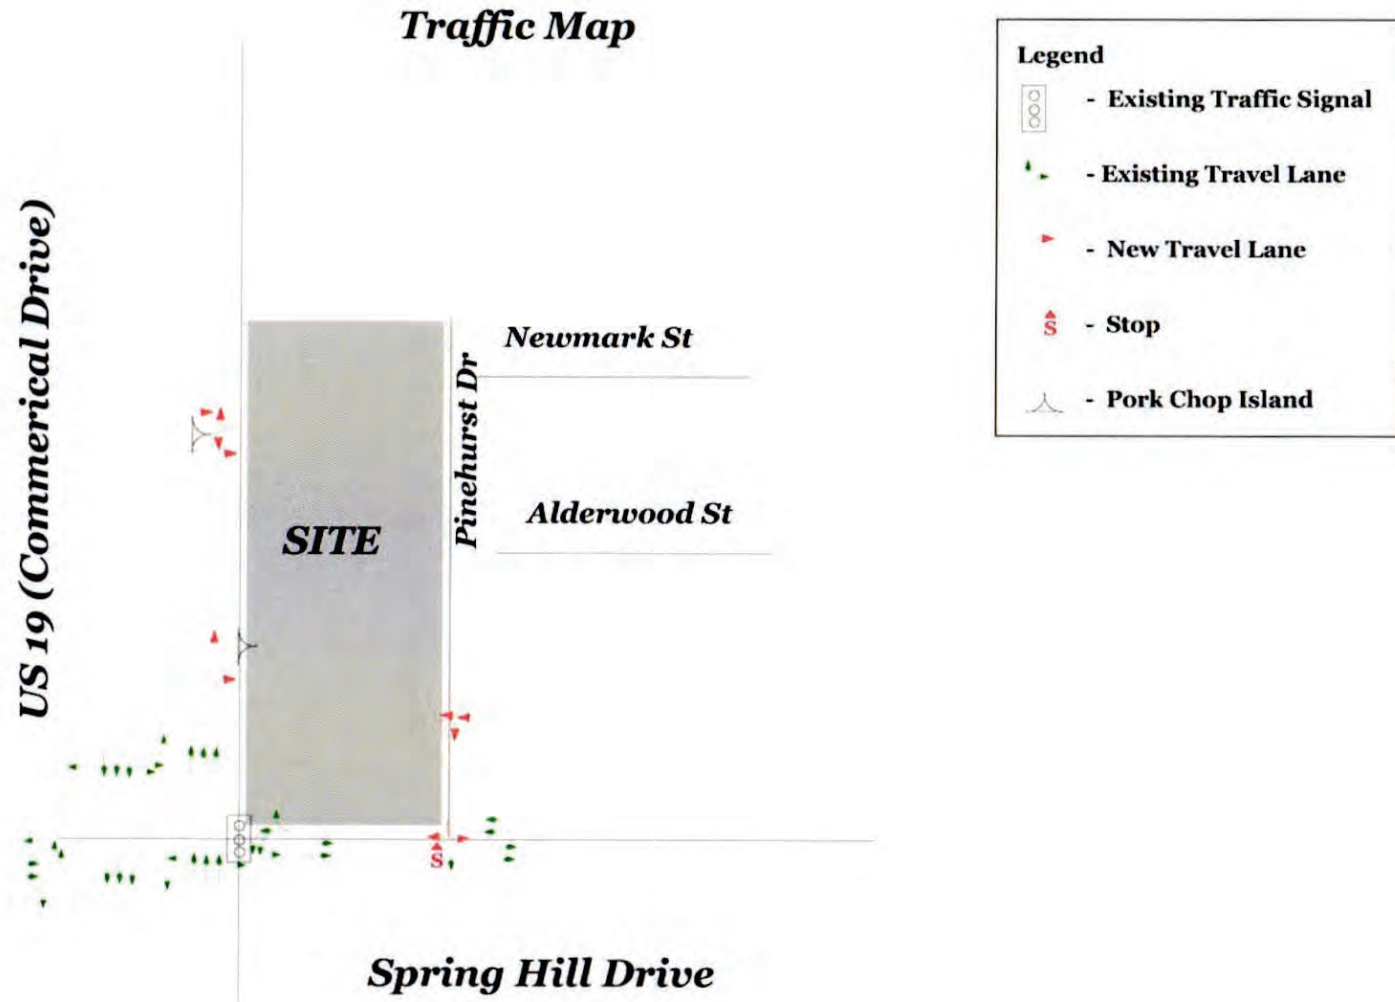 Traffic Map
Legend
- Existing Traffic Signal
- Existing Travel Lane
- New Travel Lane
S - Stop
- Pork Chop Island
US 19 (Commerical Drive)
Newmark St
Pinehurst Dr
Alderwood St
SITE
S
Spring Hill Drive